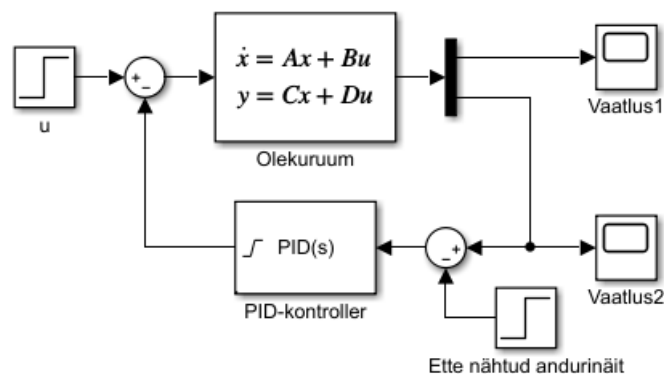 ẋ = Ax + Bu
y = Cx + Du
+
−
u
Olekuruum
Vaatlus1
PID(s)
PID-kontroller
−
+
Vaatlus2
Ette nähtud andurinäit